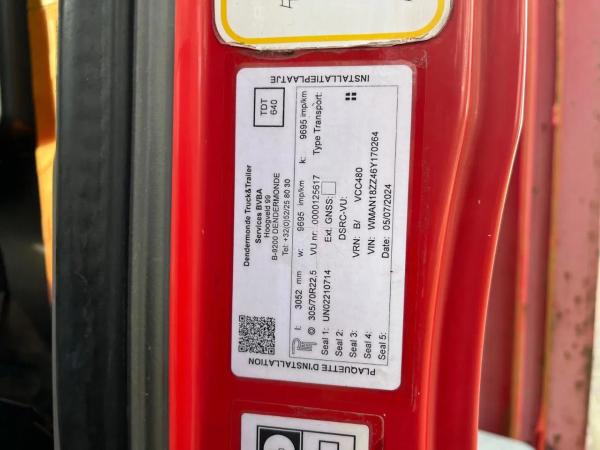 INSTALLATIEPLAATJE
TDT
640
Dendermonde Truck&Trailer
Services BVBA
Hoogveld 99
B-9200 DENDERMONDE
Tel: +32(0)52/25 80 30
l: 3052 mm w: 9695 imp/km k: 9695 imp/km
305/70R22,5 VU nr: 0000125617 Type Transport:
Seal 1: UN02210714 Ext. GNSS:
Seal 2: DSRC-VU:
Seal 3: VRN: B/ VCC480
Seal 4: VIN: WMAN18ZZ46Y170264
Seal 5: Date: 05/07/2024
PLAQUETTE D'INSTALLATION